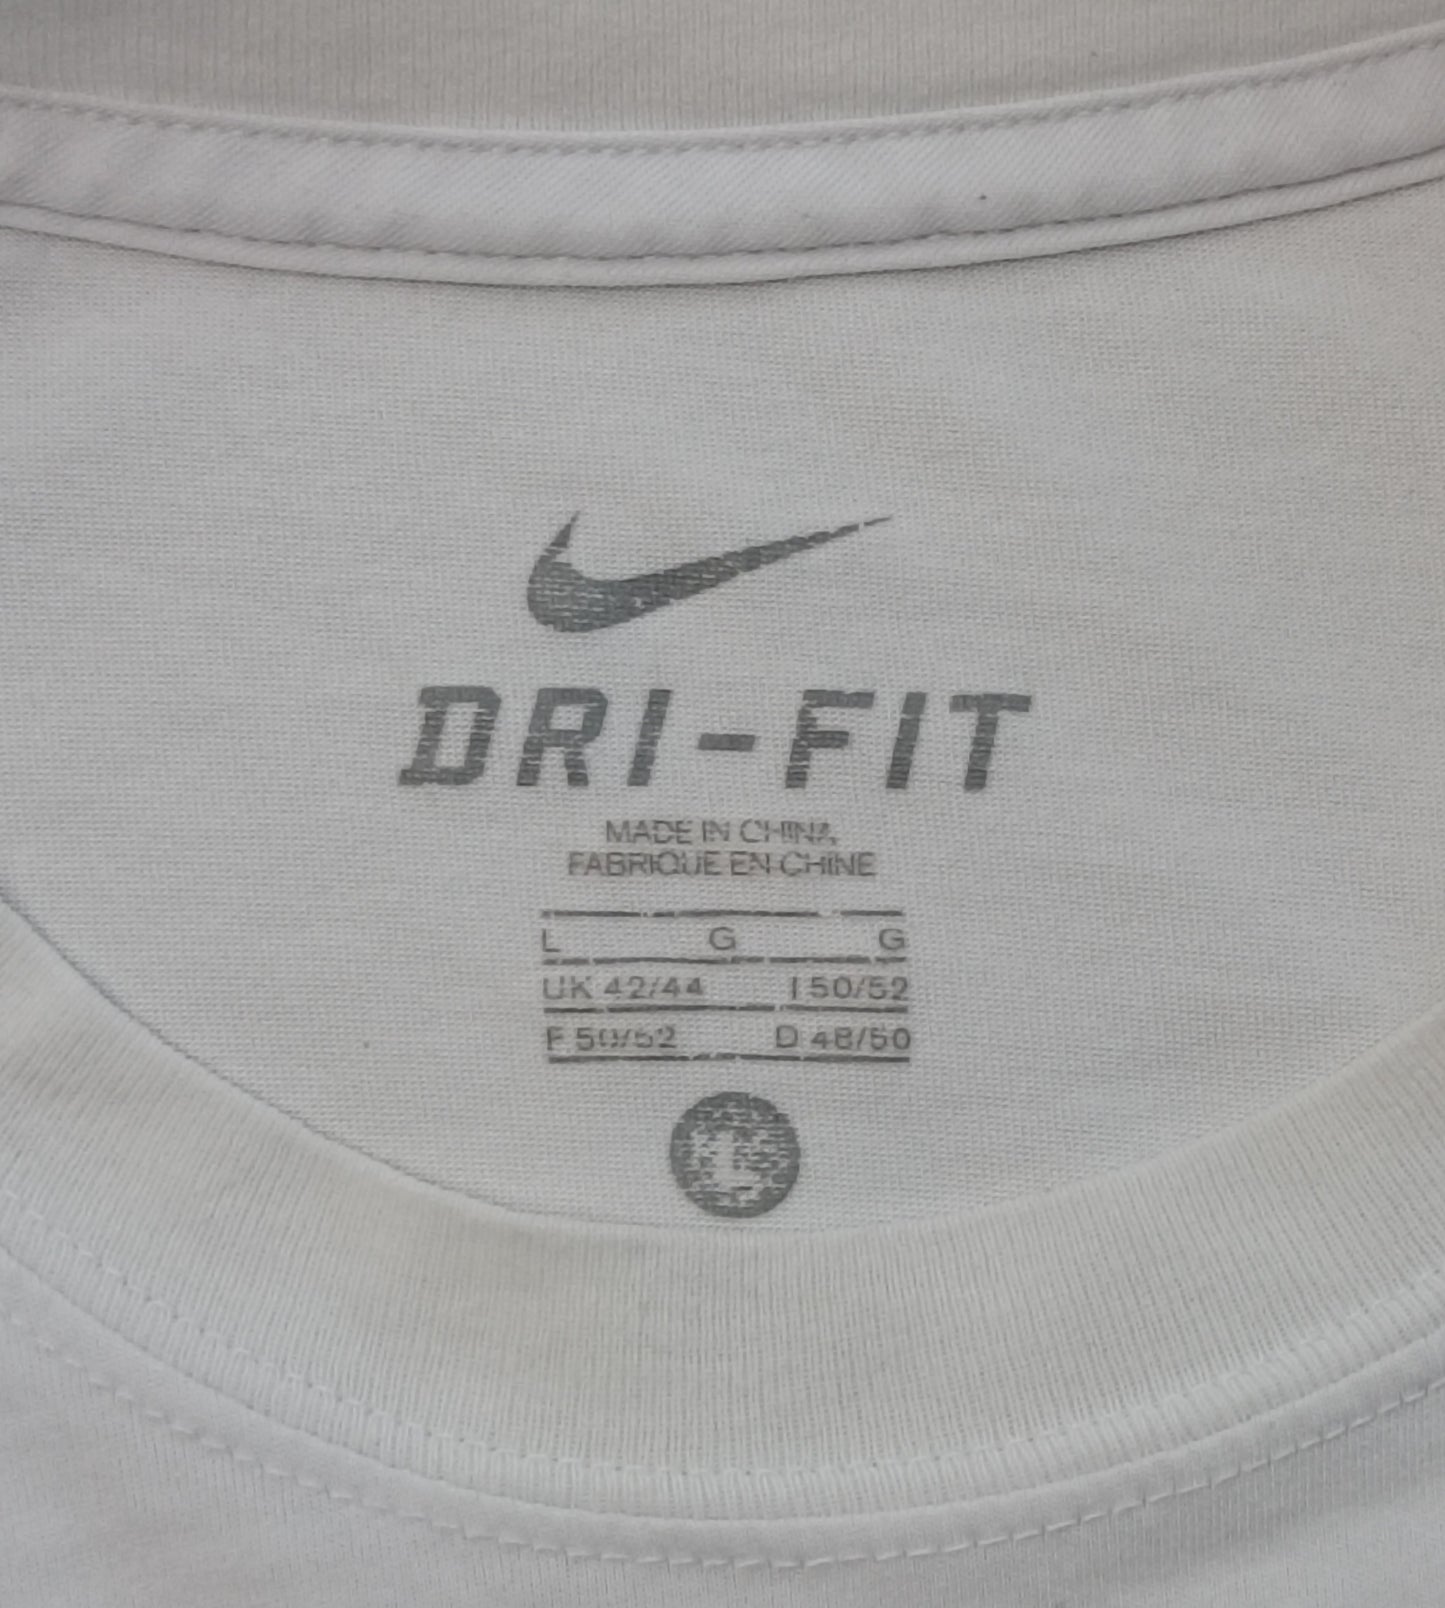 DRI-FIT
MADE IN CHINA
FABRIQUE EN CHINE
L G G
UK 42/44 I 50/52
F 50/52 D 48/50
L